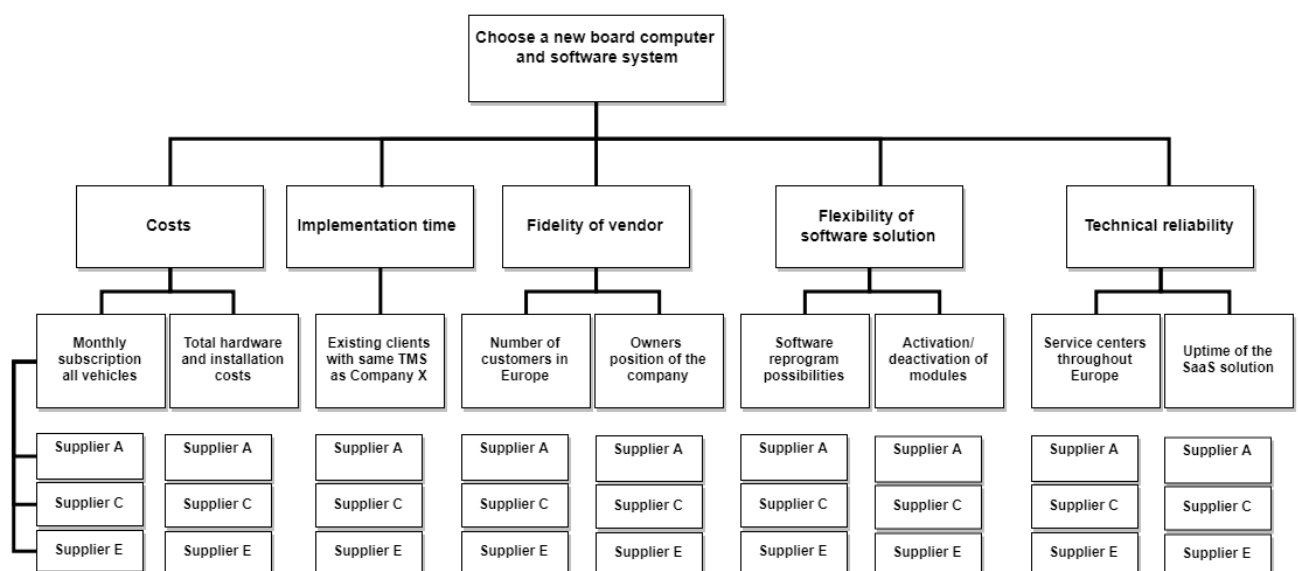 Choose a new board computer
and software system
Costs
Implementation time
Fidelity of vendor
Flexibility of
software solution
Technical reliability
Monthly
subscription
all vehicles
Total hardware
and installation
costs
Existing clients
with same TMS
as Company X
Number of
customers in
Europe
Owners
position of the
company
Software
reprogram
possibilities
Activation/
deactivation of
modules
Service centers
throughout
Europe
Uptime of the
SaaS solution
Supplier A
Supplier A
Supplier A
Supplier A
Supplier A
Supplier A
Supplier A
Supplier A
Supplier A
Supplier C
Supplier C
Supplier C
Supplier C
Supplier C
Supplier C
Supplier C
Supplier C
Supplier C
Supplier E
Supplier E
Supplier E
Supplier E
Supplier E
Supplier E
Supplier E
Supplier E
Supplier E